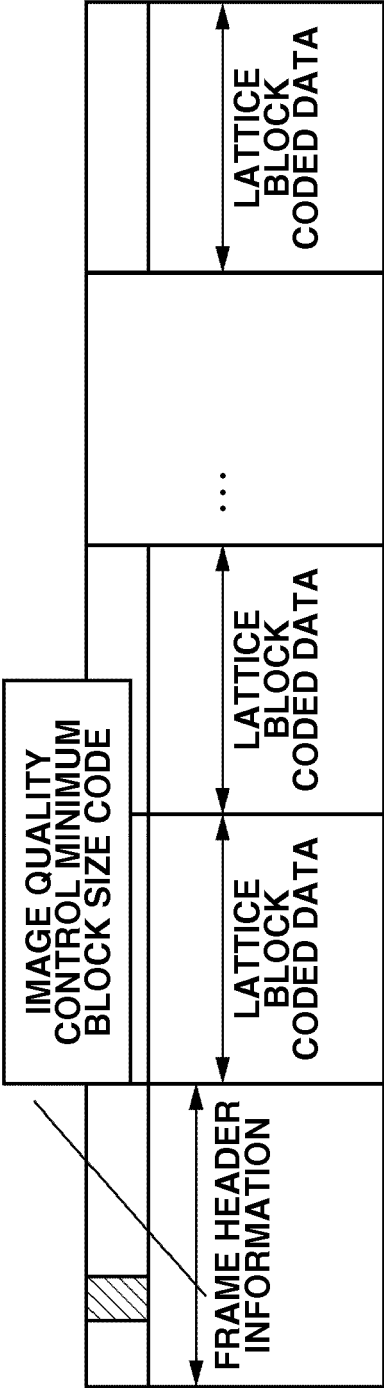 IMAGE QUALITY
CONTROL MINIMUM
BLOCK SIZE CODE
FRAME HEADER
INFORMATION
LATTICE
BLOCK
CODED DATA
LATTICE
BLOCK
CODED DATA
...
LATTICE
BLOCK
CODED DATA